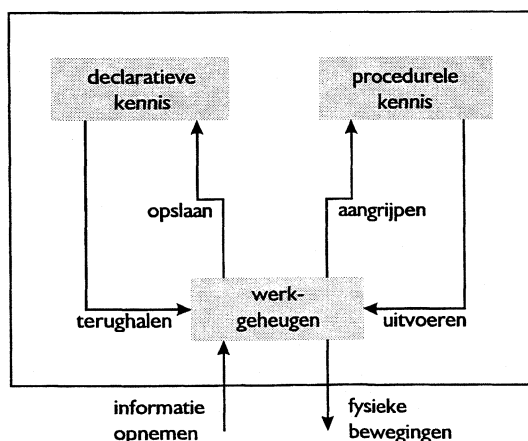 declaratieve
kennis
procedurele
kennis
opslaan
aangrijpen
werk-
geheugen
terughalen
uitvoeren
informatie
opnemen
fysieke
bewegingen